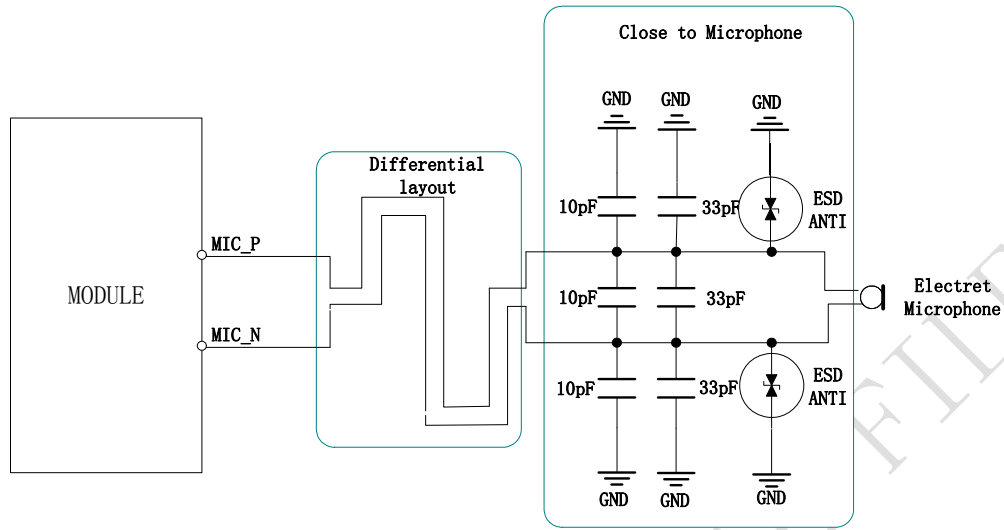 Close to Microphone
GND
GND
GND
Differential
layout
10pF
33pF
ESD
ANTI
MIC_P
MODULE
10pF
33pF
Electret
Microphone
MIC_N
10pF
33pF
ESD
ANTI
GND
GND
GND